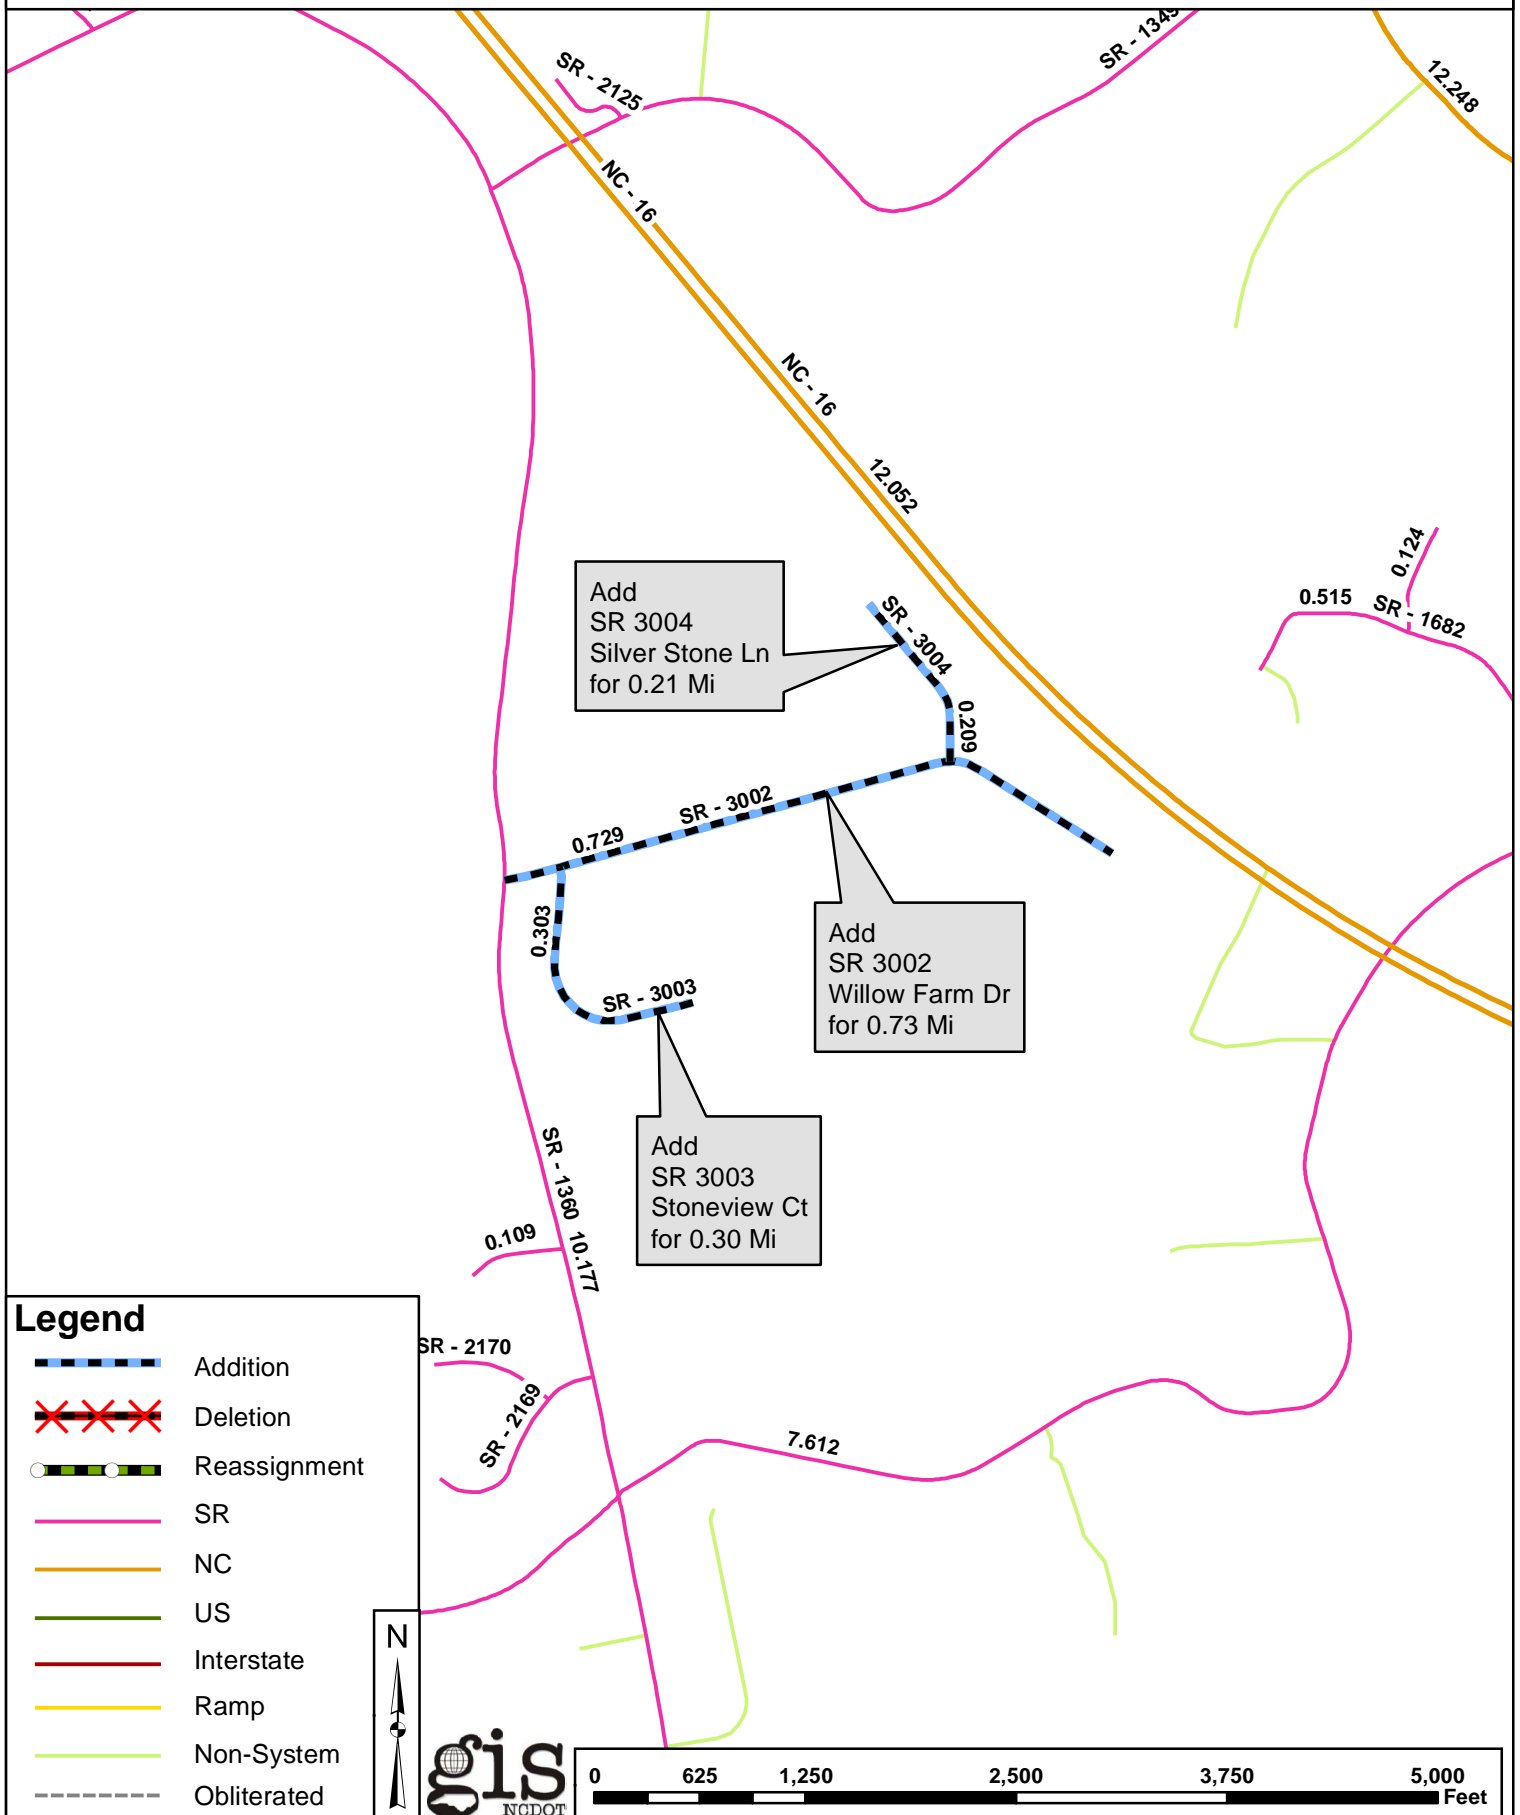 SR - 1349
12.248
SR - 2125
NC - 16
NC - 16
12.052
0.124
0.515
SR - 1682
Add
SR 3004
Silver Stone Ln
for 0.21 Mi
SR - 3004
0.209
SR - 3002
0.729
0.303
SR - 3003
Add
SR 3002
Willow Farm Dr
for 0.73 Mi
Add
SR 3003
Stoneview Ct
for 0.30 Mi
SR - 1360 10.177
0.109
SR - 2170
SR - 2169
7.612
Legend
Addition
Deletion
Reassignment
SR
NC
US
Interstate
Ramp
Non-System
Obliterated
N
gis
NCDOT
0 625 1,250 2,500 3,750 5,000
Feet